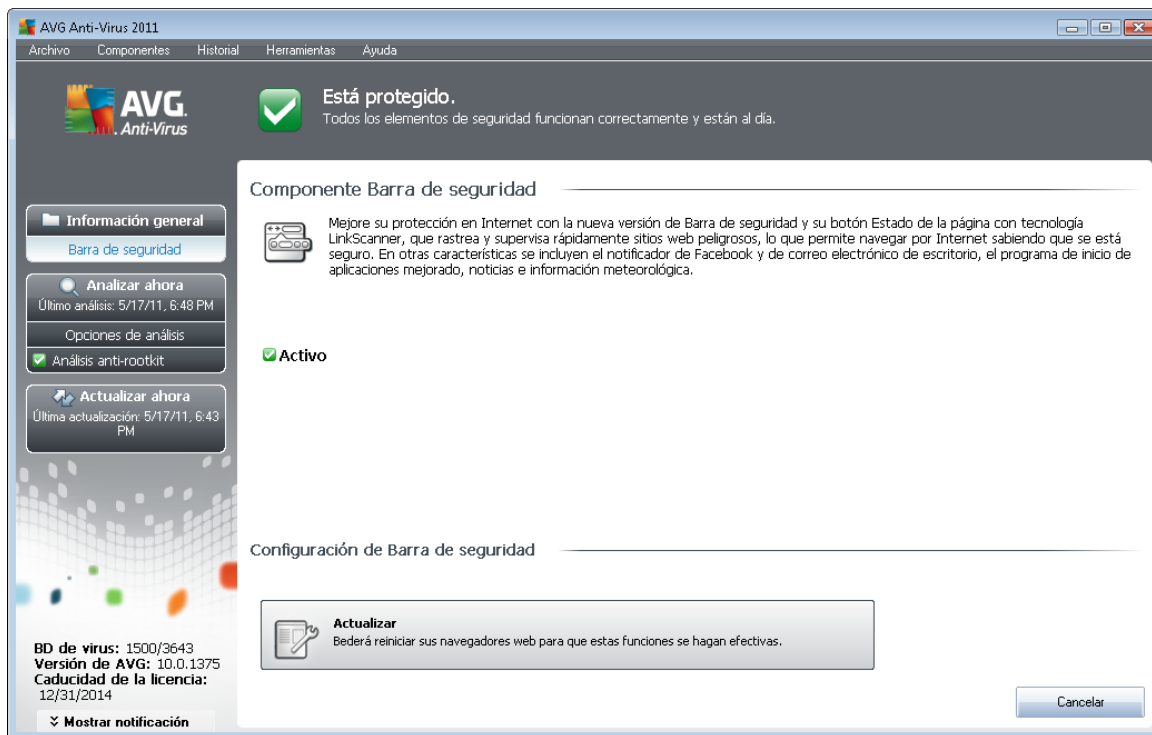 AVG Anti-Virus 2011
Archivo Componentes Historial Herramientas Ayuda
AVG.
Anti-Virus
Está protegido.
Todos los elementos de seguridad funcionan correctamente y están al día.
Información general
Barra de seguridad
Analizar ahora
Último análisis: 5/17/11, 6:48 PM
Opciones de análisis
Análisis anti-rootkit
Actualizar ahora
Última actualización: 5/17/11, 6:43
PM
BD de virus: 1500/3643
Versión de AVG: 10.0.1375
Caducidad de la licencia:
12/31/2014
Mostrar notificación
Componente Barra de seguridad
Mejore su protección en Internet con la nueva versión de Barra de seguridad y su botón Estado de la página con tecnología
LinkScanner, que rastrea y supervisa rápidamente sitios web peligrosos, lo que permite navegar por Internet sabiendo que se está
seguro. En otras características se incluyen el notificador de Facebook y de correo electrónico de escritorio, el programa de inicio de
aplicaciones mejorado, noticias e información meteorológica.
Activo
Configuración de Barra de seguridad
Actualizar
Bederá reiniciar sus navegadores web para que estas funciones se hagan efectivas.
Cancelar